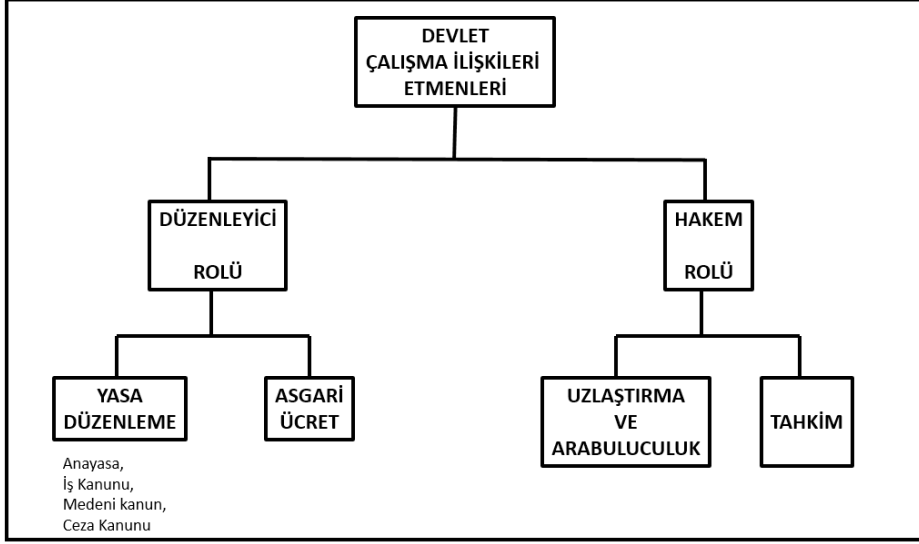 DEVLET
ÇALIŞMA İLİŞKİLERİ
ETMENLERİ
DÜZENLEYİCİ
ROLÜ
HAKEM
ROLÜ
YASA
DÜZENLEME
ASGARİ
ÜCRET
UZLAŞTIRMA
VE
ARABULUCULUK
TAHKİM
Anayasa,
İş Kanunu,
Medeni kanun,
Ceza Kanunu